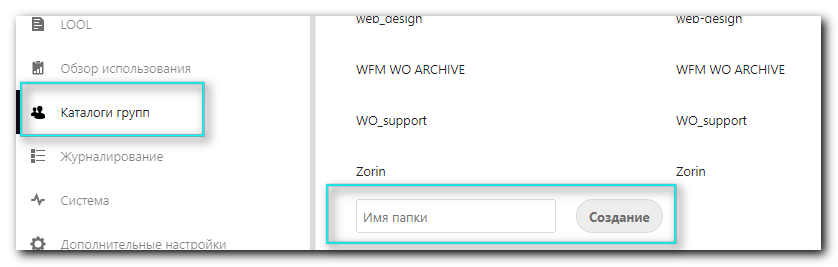 LOOL
Обзор использования
Каталоги групп
Журналирование
Система
Дополнительные настройки
web_design web-design
WFM WO ARCHIVE WFM WO ARCHIVE
WO_support WO_support
Zorin Zorin
Имя папки Создание